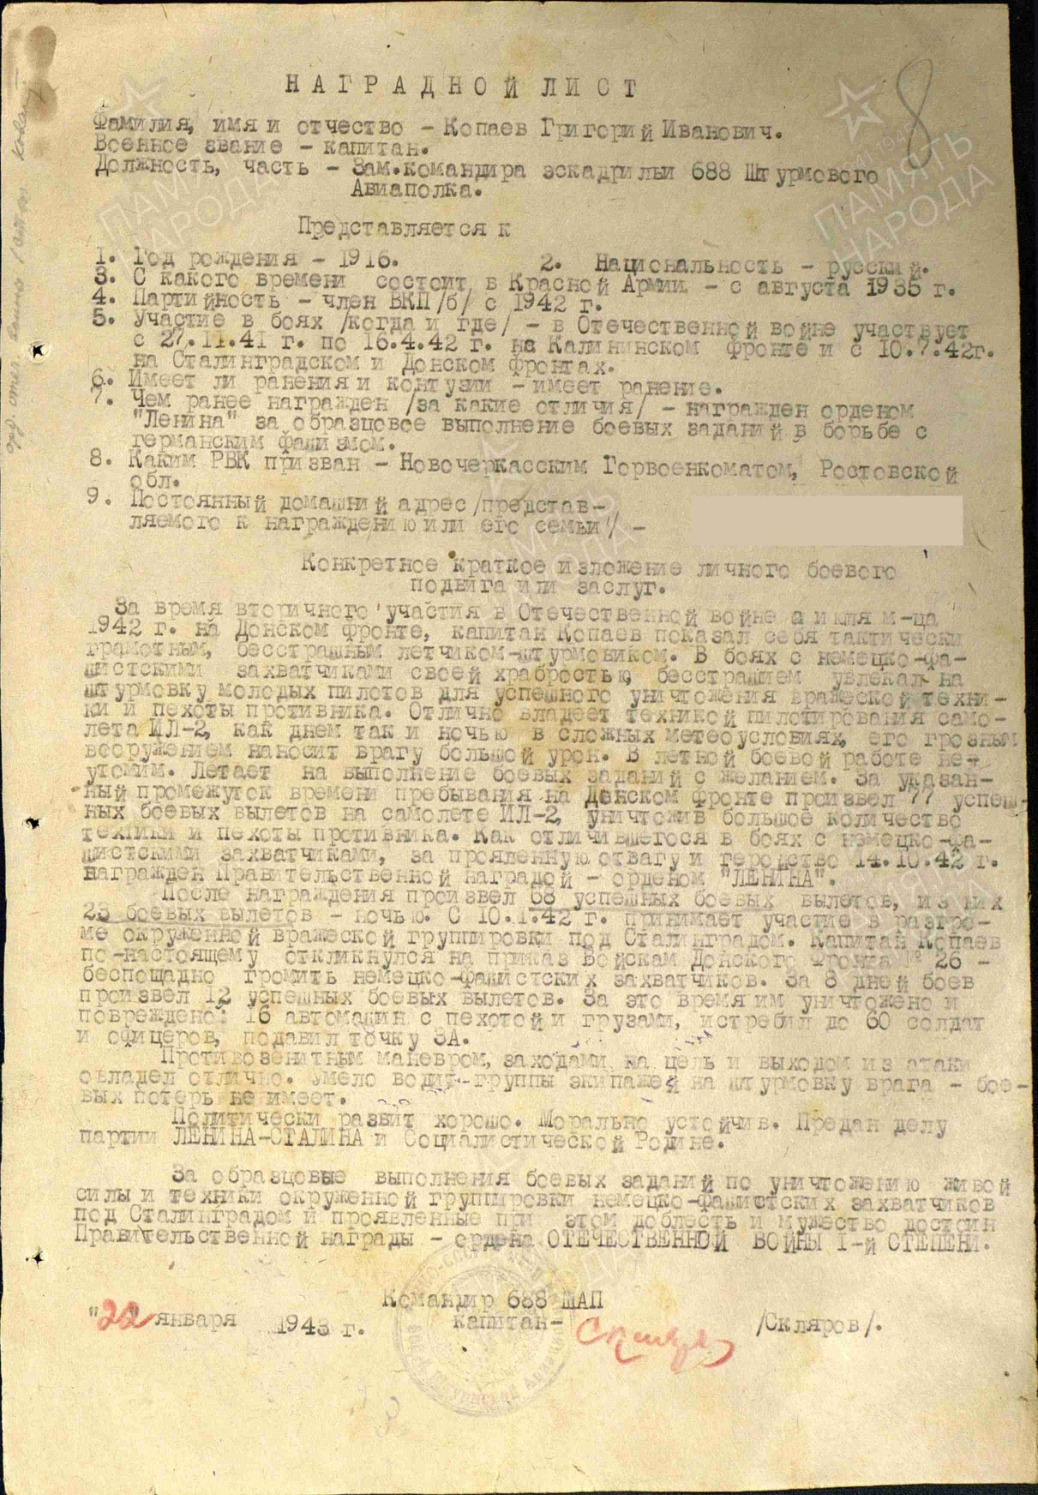 8
НАГРАДНОЙ ЛИСТ
Фамилия, имя и отчество - Копаев Григорий Иванович.
Военное звание - капитан.
Должность, часть - Зам.командира эскадрильи 688 Штурмового
Авиаполка.
Представляется к
1. Год рождения - 1916. 2. Национальность - русский.
3. С какого времени состоит в Красной Армии - с августа 1935 г.
4. Партийность - член ВКП/б/ с 1942 г.
5. Участие в боях /когда и где/ - в Отечественной войне участвует
с 27.11.41 г. по 16.4.42 г. на Калининском фронте и с 10.7.42г.
на Сталинградском и Донском фронтах.
6. Имеет ли ранения и контузии - имеет ранение.
7. Чем ранее награжден /за какие отличия/ - награжден орденом
"Ленина" за образцовое выполнение боевых заданий в борьбе с
германским фашизмом.
8. Каким РВК призван - Новочеркасским Горвоенкоматом, Ростовской
обл.
9. Постоянный домашний адрес /представ-
ляемого к награждению или его семьи/ -
Конкретное краткое изложение личного боевого
подвига или заслуг.
За время вторичного участия в Отечественной войне с июля м-ца
1942 г. на Донском фронте, капитан Копаев показал себя тактически
грамотным, бесстрашным летчиком-штурмовиком. В боях с немецко-фа-
шистскими захватчиками своей храбростью, бесстрашием увлекал на
штурмовку молодых пилотов для успешного уничтожения вражеской техни-
ки и пехоты противника. Отлично владеет техникой пилотирования само-
лета ИЛ-2, как днем так и ночью в сложных метеоусловиях, его грозным
вооружением наносит врагу большой урон. В летной боевой работе не-
утомим. Летает на выполнение боевых заданий с желанием. За указан-
ный промежуток времени пребывания на Донском фронте произвел 77 успеш-
ных боевых вылетов на самолете ИЛ-2, уничтожив большое количество
техники и пехоты противника. Как отличившегося в боях с немецко-фа-
шистскими захватчиками, за прояленную отвагу и геройство 14.10.42 г.
награжден Правительственной наградой - орденом "ЛЕНИНА".
После награждения произвел 68 успешных боевых вылетов, из них
23 боевых вылетов - ночью. С 10.1.42 г. принимает участие в разгро-
ме окруженной вражеской группировки под Сталинградом. Капитан Копаев
по-настоящему откликнулся на приказ Войскам Донского Фронта № 26 -
беспощадно громить немецко-фашистских захватчиков. За 8 дней боев
произвел 12 успешных боевых вылетов. За это время им уничтожено и
повреждено: 16 автомашин с пехотой и грузами, истребил до 60 солдат
и офицеров, подавил точку ЗА.
Противозенитным маневром, заходами на цель и выходом из атаки
овладел отлично. Умело водит группы экипажей на штурмовку врага - бое-
вых потерь не имеет.
Политически развит хорошо. Морально устойчив. Предан делу
партии ЛЕНИНА-СТАЛИНА и Социалистической Родине.
За образцовые выполнения боевых заданий по уничтожению живой
силы и техники окруженной группировки немецко-фашистских захватчиков
под Сталинградом и проявленные при этом доблесть и мужество достоин
Правительственной награды - ордена ОТЕЧЕСТВЕННОЙ ВОЙНЫ I-й СТЕПЕНИ.
Командир 688 ШАП
"22" января 1943 г. капитан- /Скляров/.
ПАМЯТЬ НАРОДА